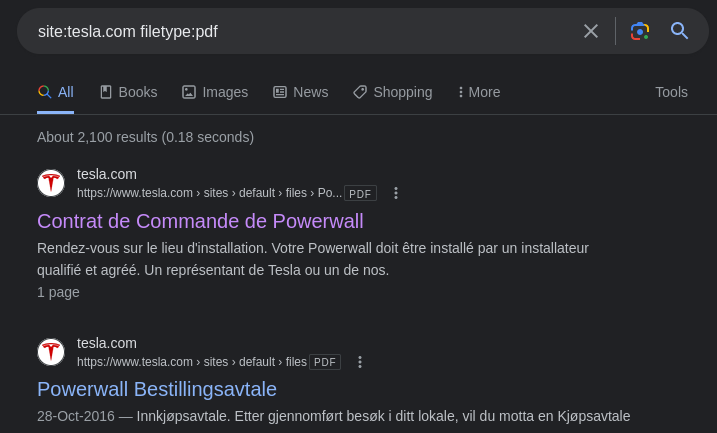 site:tesla.com filetype:pdf
All Books Images News Shopping More Tools
About 2,100 results (0.18 seconds)
tesla.com
https://www.tesla.com › sites › default › files › Po... PDF
Contrat de Commande de Powerwall
Rendez-vous sur le lieu d'installation. Votre Powerwall doit être installé par un installateur
qualifié et agréé. Un représentant de Tesla ou un de nos.
1 page
tesla.com
https://www.tesla.com › sites › default › files PDF
Powerwall Bestillingsavtale
28-Oct-2016 — Innkjøpsavtale. Etter gjennomført besøk i ditt lokale, vil du motta en Kjøpsavtale